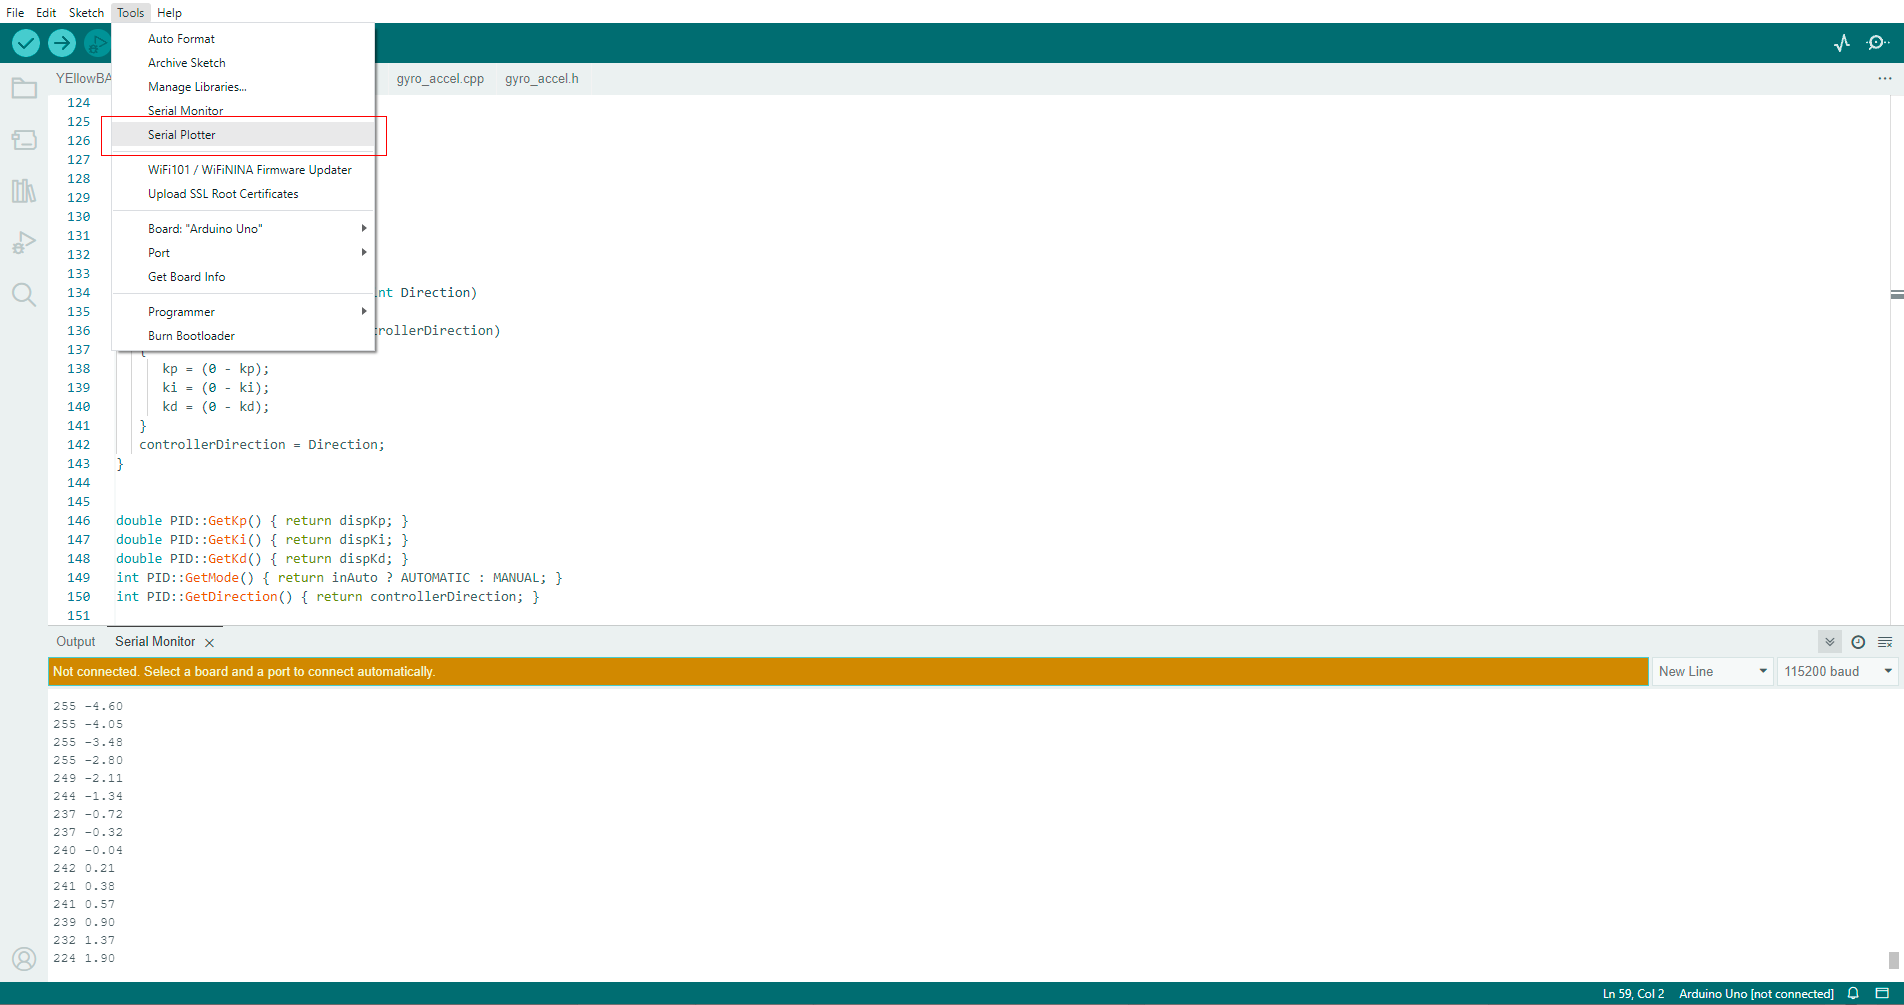 File Edit Sketch Tools Help
Auto Format
Archive Sketch
Manage Libraries...
Serial Monitor
Serial Plotter
WiFi101 / WiFiNINA Firmware Updater
Upload SSL Root Certificates
Board: "Arduino Uno"
Port
Get Board Info
Programmer
Burn Bootloader
YEllowBA gyro_accel.cpp gyro_accel.h
124
125
126
127
128
129
130
131
132
133
134 nt Direction)
135
136 rollerDirection)
137 {
138 kp = (0 - kp);
139 ki = (0 - ki);
140 kd = (0 - kd);
141 }
142 controllerDirection = Direction;
143 }
144
145
146 double PID::GetKp() { return dispKp; }
147 double PID::GetKi() { return dispKi; }
148 double PID::GetKd() { return dispKd; }
149 int PID::GetMode() { return inAuto ? AUTOMATIC : MANUAL; }
150 int PID::GetDirection() { return controllerDirection; }
151
Output Serial Monitor
Not connected. Select a board and a port to connect automatically.
New Line 115200 baud
255 -4.60
255 -4.05
255 -3.48
255 -2.80
249 -2.11
244 -1.34
237 -0.72
237 -0.32
240 -0.04
242 0.21
241 0.38
241 0.57
239 0.90
232 1.37
224 1.90
Ln 59, Col 2 Arduino Uno [not connected]